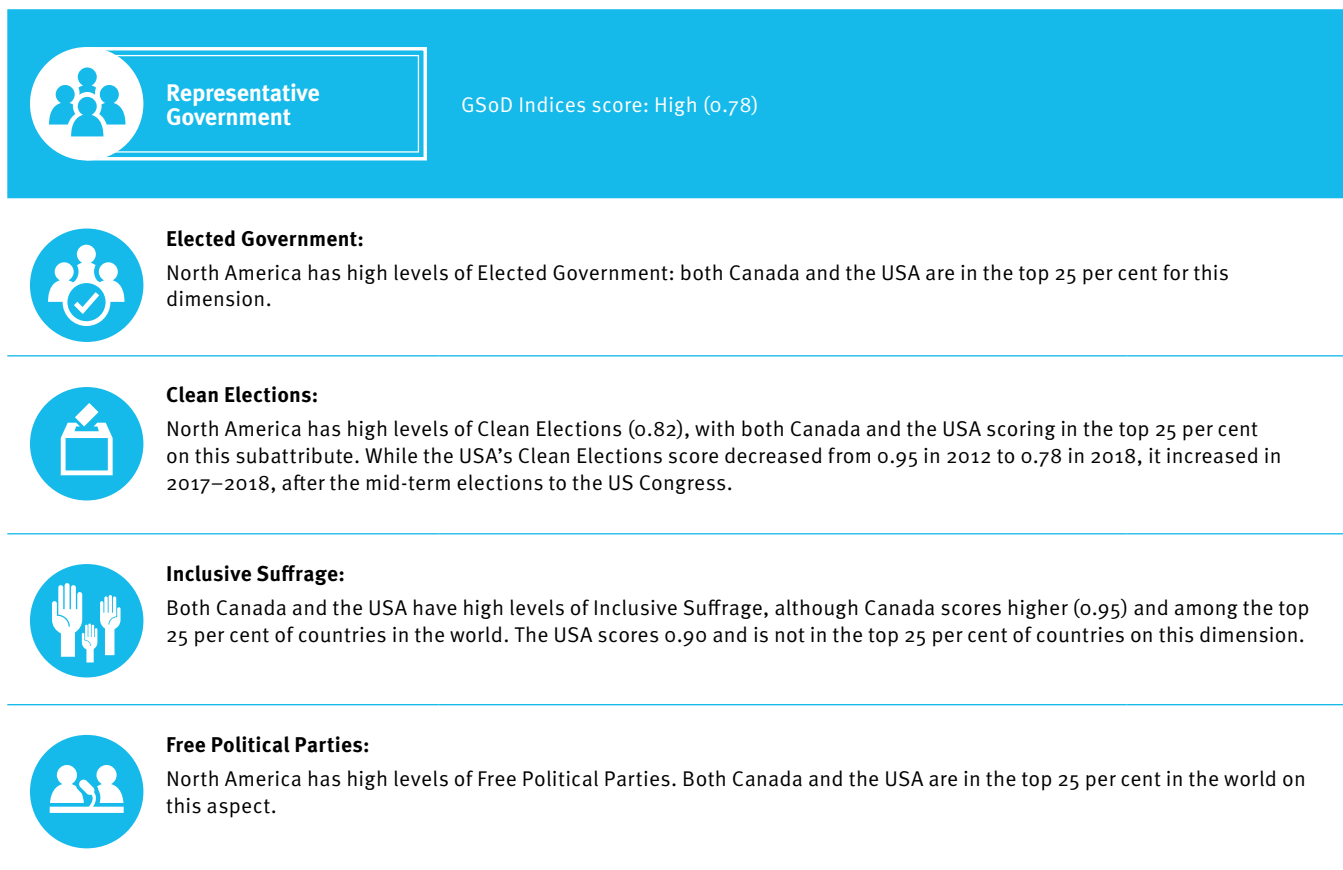 Representative
Government
GSoD Indices score: High (0.78)
Elected Government:
North America has high levels of Elected Government: both Canada and the USA are in the top 25 per cent for this
dimension.
Clean Elections:
North America has high levels of Clean Elections (0.82), with both Canada and the USA scoring in the top 25 per cent
on this subattribute. While the USA’s Clean Elections score decreased from 0.95 in 2012 to 0.78 in 2018, it increased in
2017–2018, after the mid-term elections to the US Congress.
Inclusive Suffrage:
Both Canada and the USA have high levels of Inclusive Suffrage, although Canada scores higher (0.95) and among the top
25 per cent of countries in the world. The USA scores 0.90 and is not in the top 25 per cent of countries on this dimension.
Free Political Parties:
North America has high levels of Free Political Parties. Both Canada and the USA are in the top 25 per cent in the world on
this aspect.